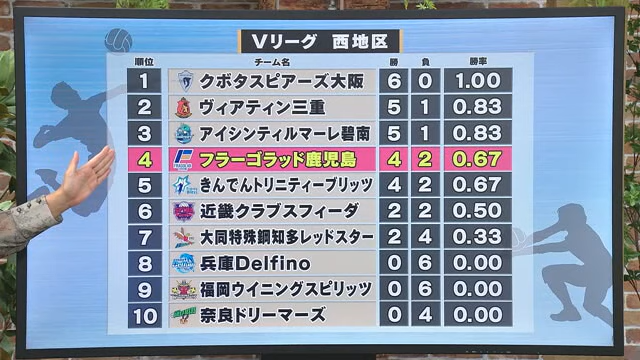 Vリーグ 西地区
順位 チーム名 勝 負 勝率
1 クボタスピアーズ大阪 6 0 1.00
2 ヴィアティン三重 5 1 0.83
3 アイシンティルマーレ碧南 5 1 0.83
4 フラーゴラッド鹿児島 4 2 0.67
5 きんでんトリニティーブリッツ 4 2 0.67
6 近畿クラブスフィーダ 2 2 0.50
7 大同特殊鋼知多レッドスター 2 4 0.33
8 兵庫Delfino 0 6 0.00
9 福岡ウイニングスピリッツ 0 6 0.00
10 奈良ドリーマーズ 0 4 0.00